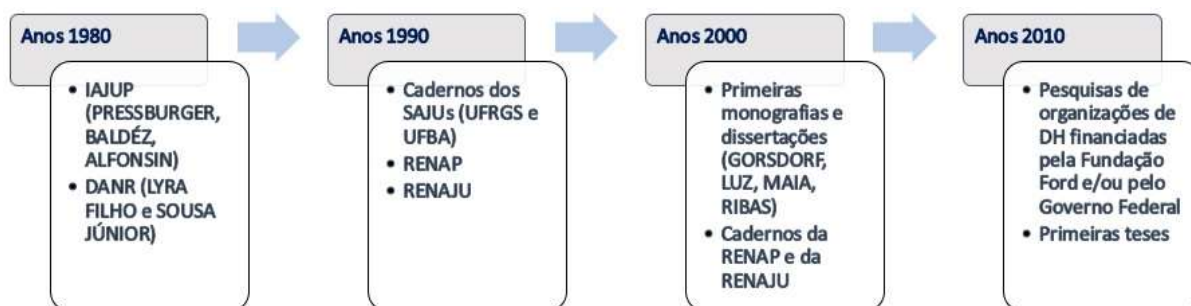 Anos 1980
• IAJUP
(PRESSBURGER,
BALDÉZ,
ALFONSIN)
• DANR (LYRA
FILHO e SOUSA
JÚNIOR)
Anos 1990
• Cadernos dos
SAJUs (UFRGS e
UFBA)
• RENAP
• RENAJU
Anos 2000
• Primeiras
monografias e
dissertações
(GORSDORF,
LUZ, MAIA,
RIBAS)
• Cadernos da
RENAP e da
RENAJU
Anos 2010
• Pesquisas de
organizações de
DH financiadas
pela Fundação
Ford e/ou pelo
Governo Federal
• Primeiras teses